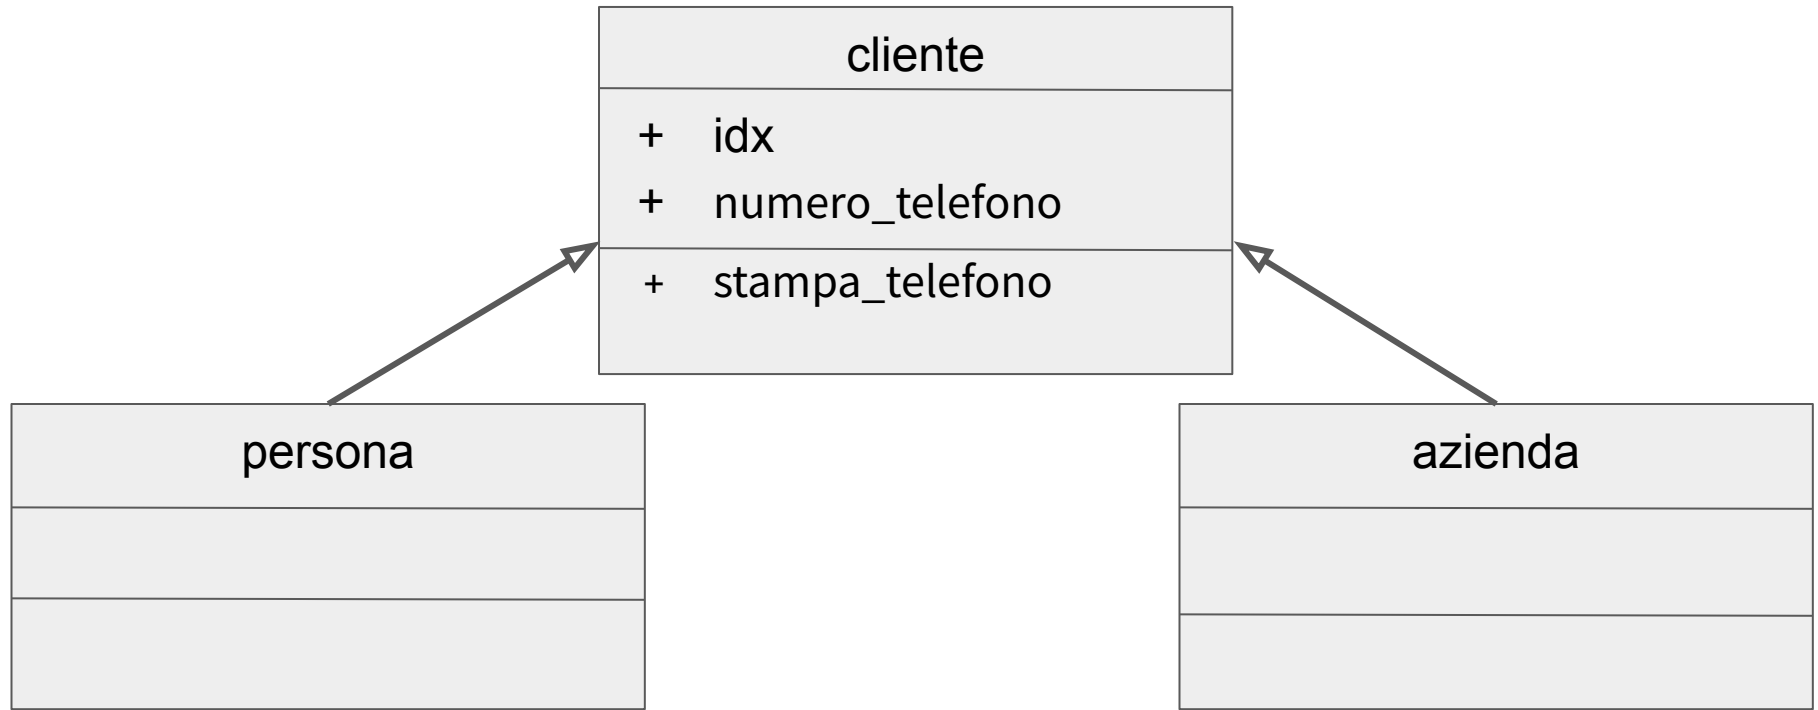 cliente
+ idx
+ numero_telefono
+ stampa_telefono
persona
azienda